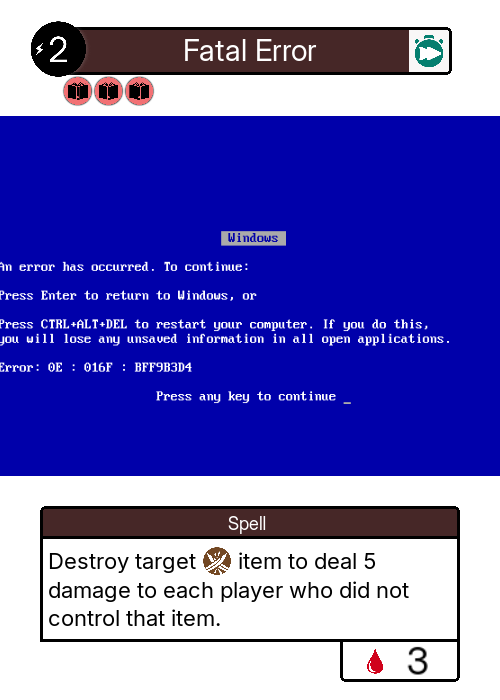 2
Fatal Error
Windows
An error has occurred. To continue:
Press Enter to return to Windows, or
Press CTRL+ALT+DEL to restart your computer. If you do this,
you will lose any unsaved information in all open applications.
Error: 0E : 016F : BFF9B3D4
Press any key to continue _
Spell
Destroy target item to deal 5
damage to each player who did not
control that item.
3